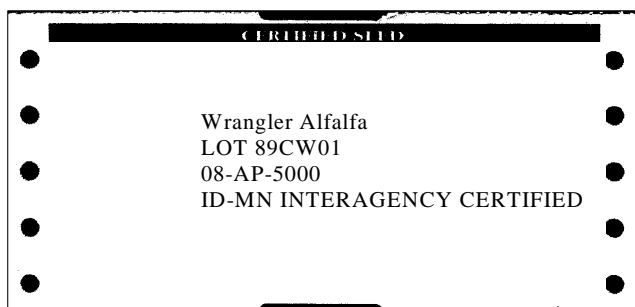 CERTIFIED SEED
Wrangler Alfalfa
LOT 89CW01
08-AP-5000
ID-MN INTERAGENCY CERTIFIED